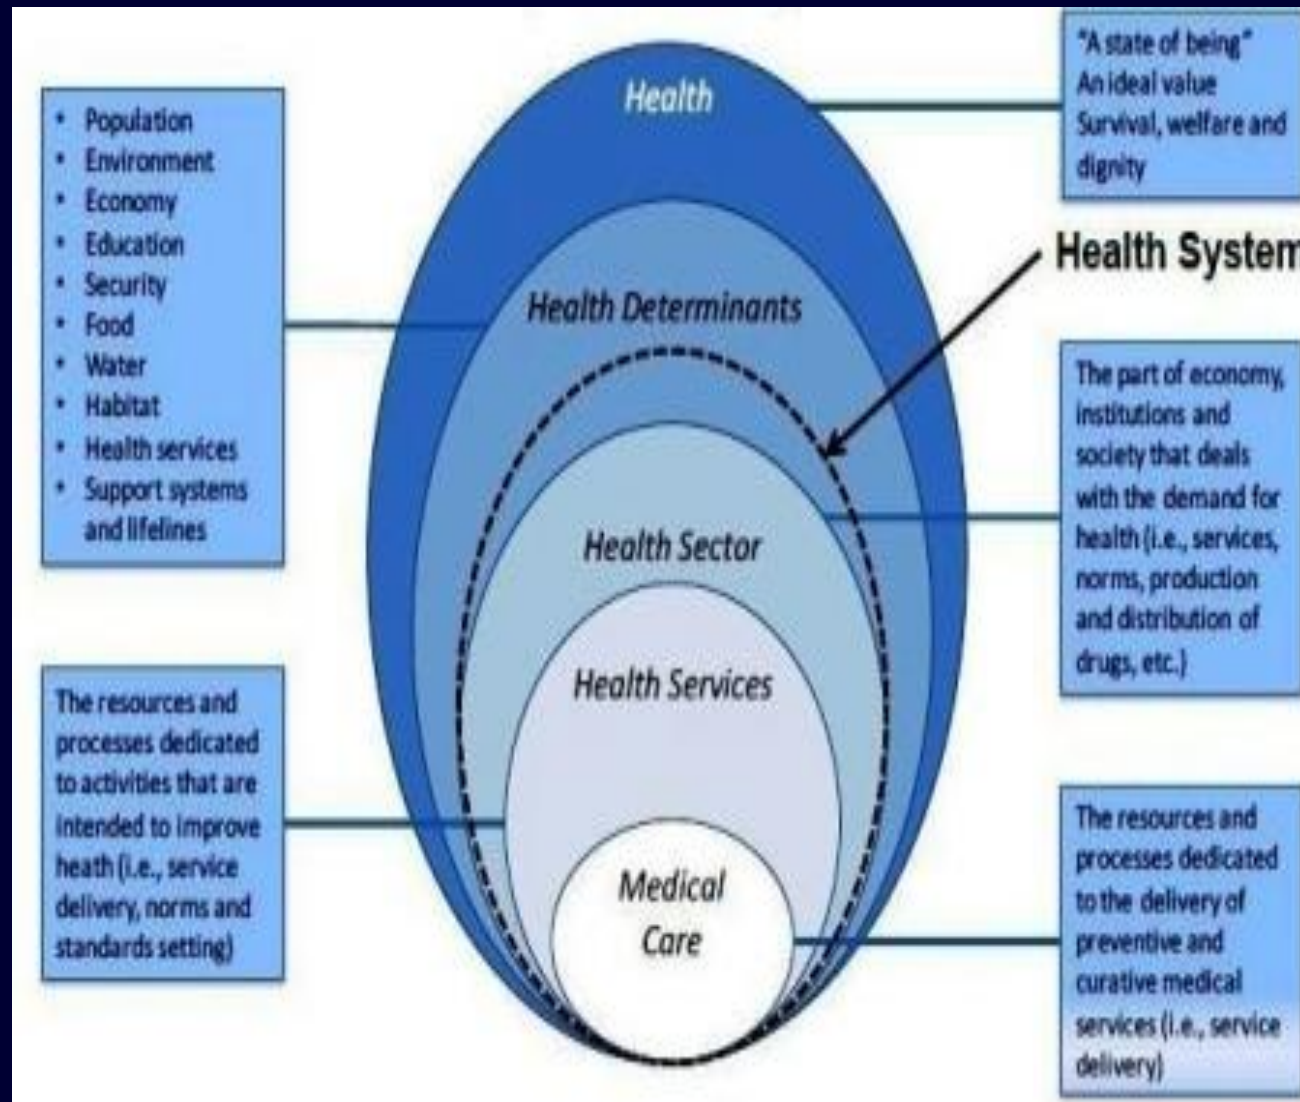 Health
"A state of being"
An ideal value
Survival, welfare and
dignity
• Population
• Environment
• Economy
• Education
• Security
• Food
• Water
• Habitat
• Health services
• Support systems
and lifelines
Health System
Health Determinants
The part of economy,
institutions and
society that deals
with the demand for
health (i.e., services,
norms, production
and distribution of
drugs, etc.)
Health Sector
Health Services
The resources and
processes dedicated
to activities that are
intended to improve
heath (i.e., service
delivery, norms and
standards setting)
Medical
Care
The resources and
processes dedicated
to the delivery of
preventive and
curative medical
services (i.e., service
delivery)